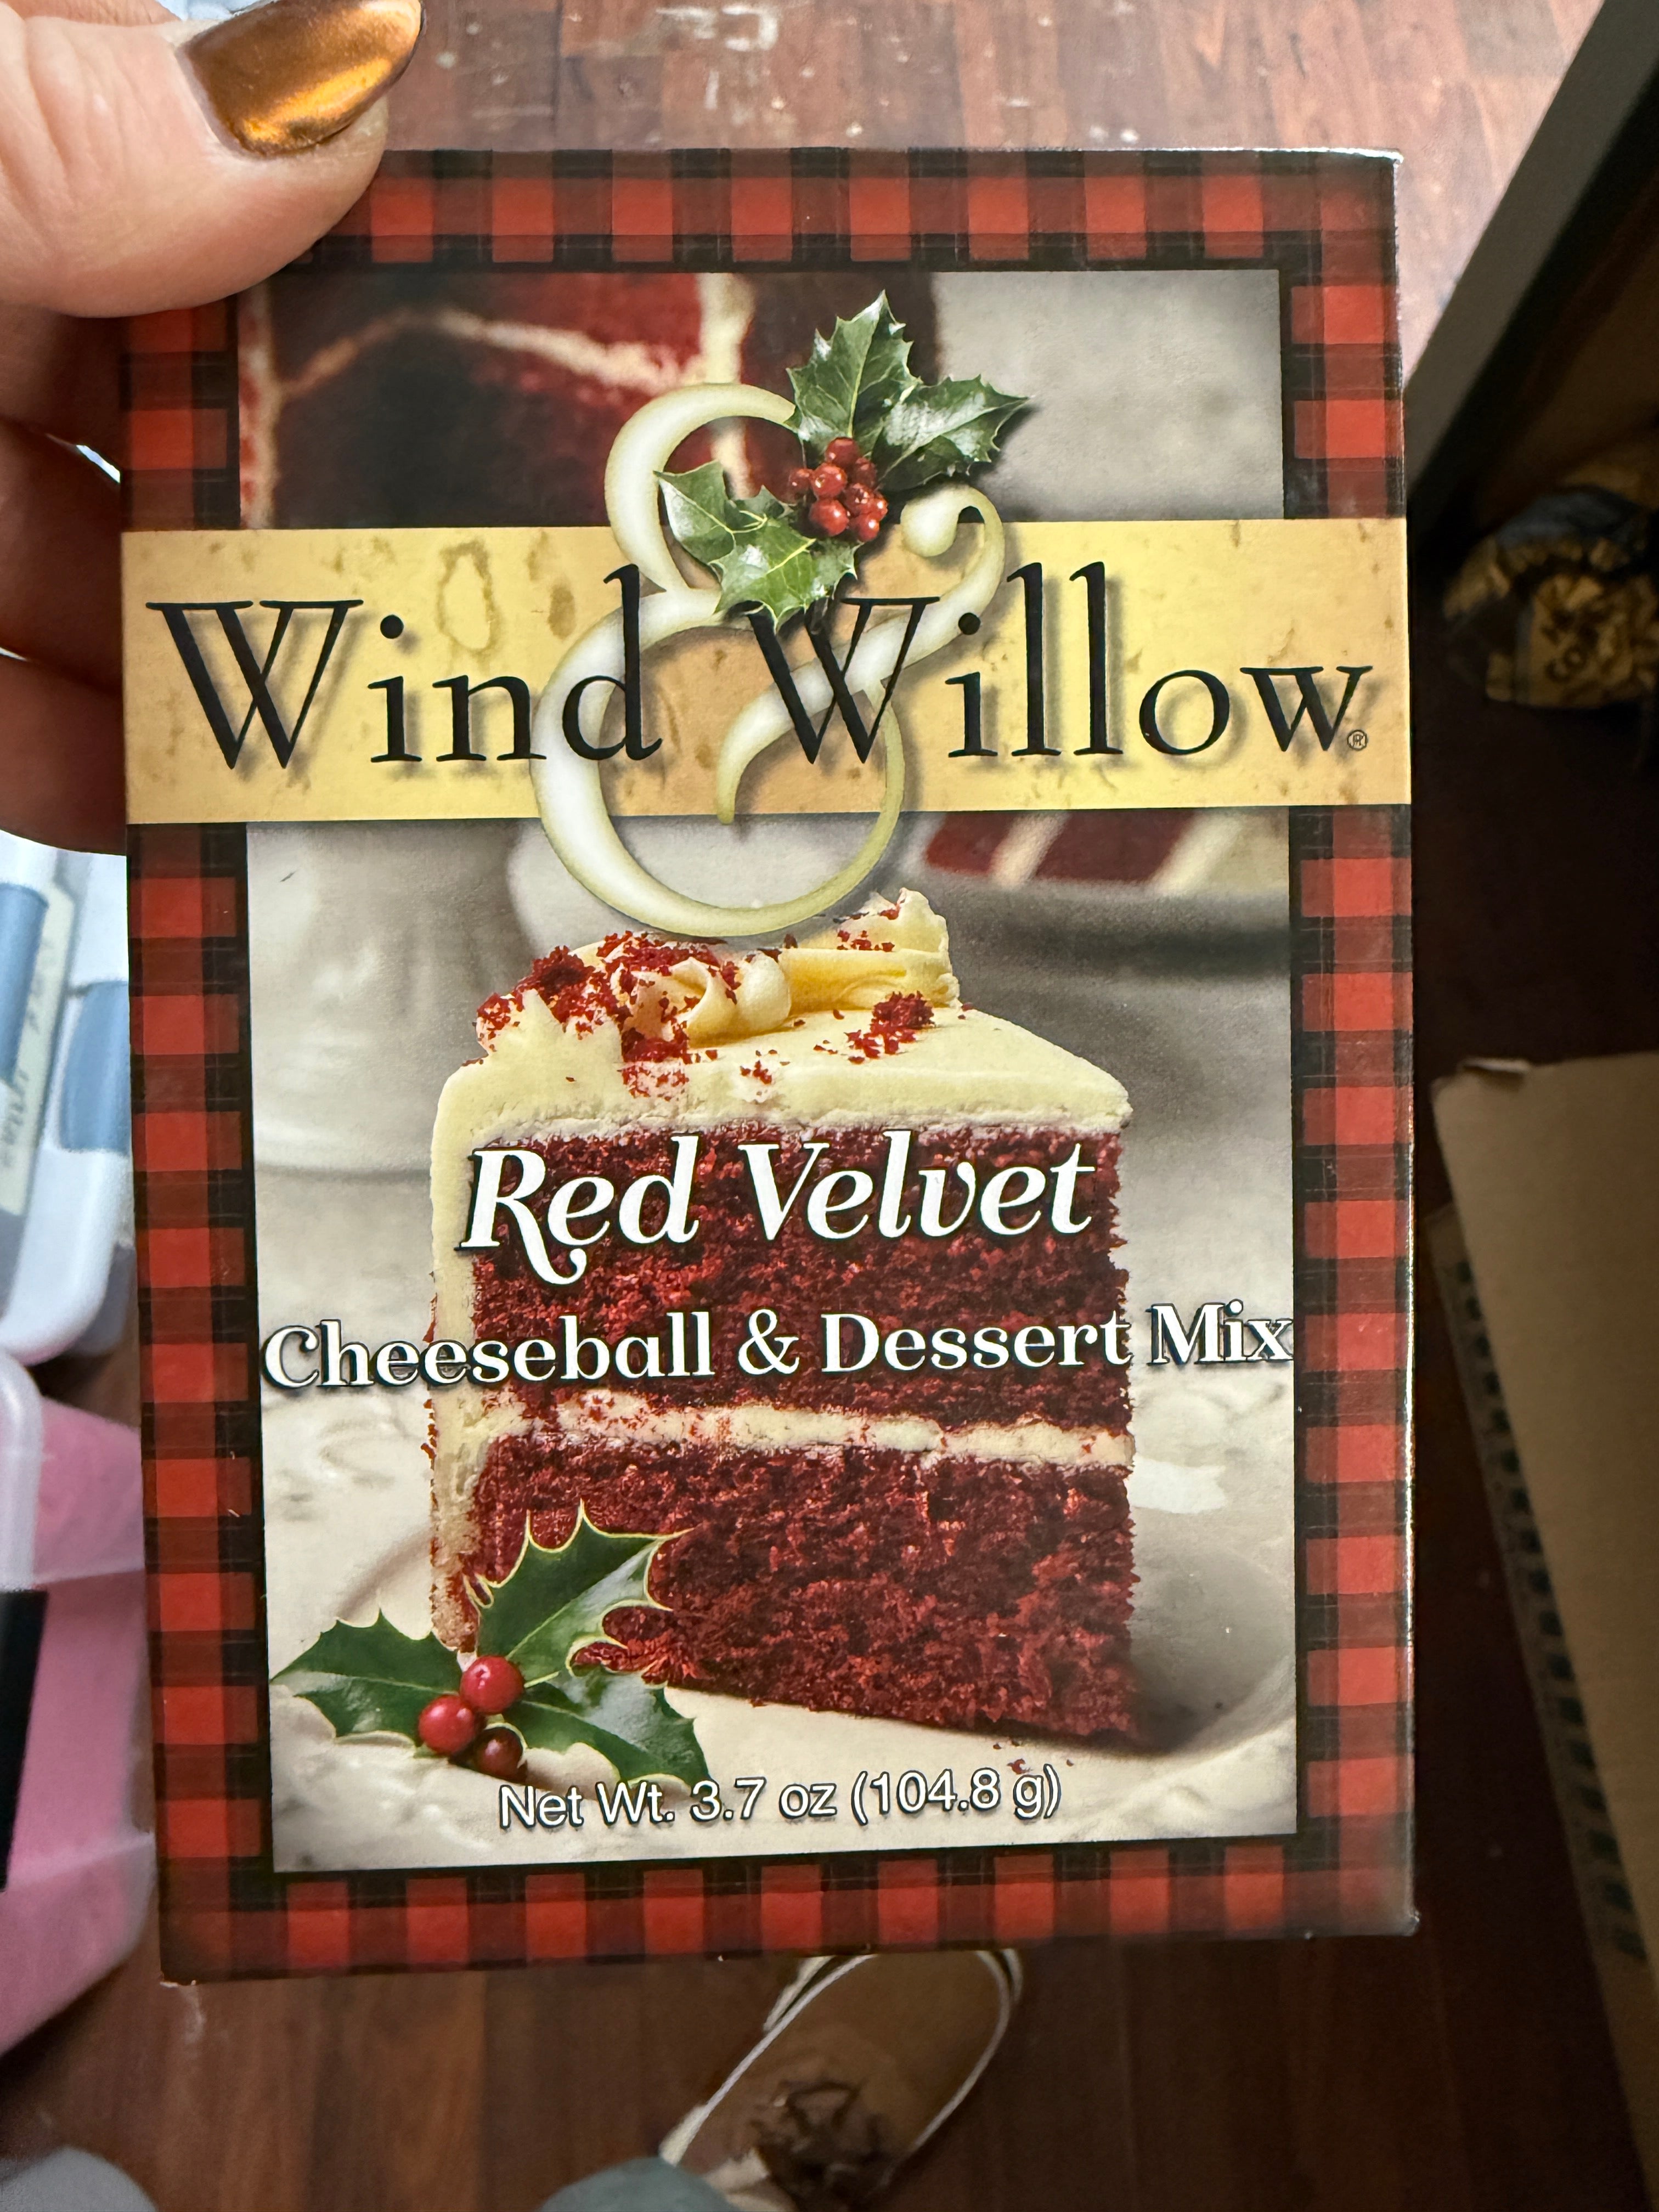 Wind & Willow®
Red Velvet
Cheeseball & Dessert Mix
Net Wt. 3.7 oz (104.8 g)